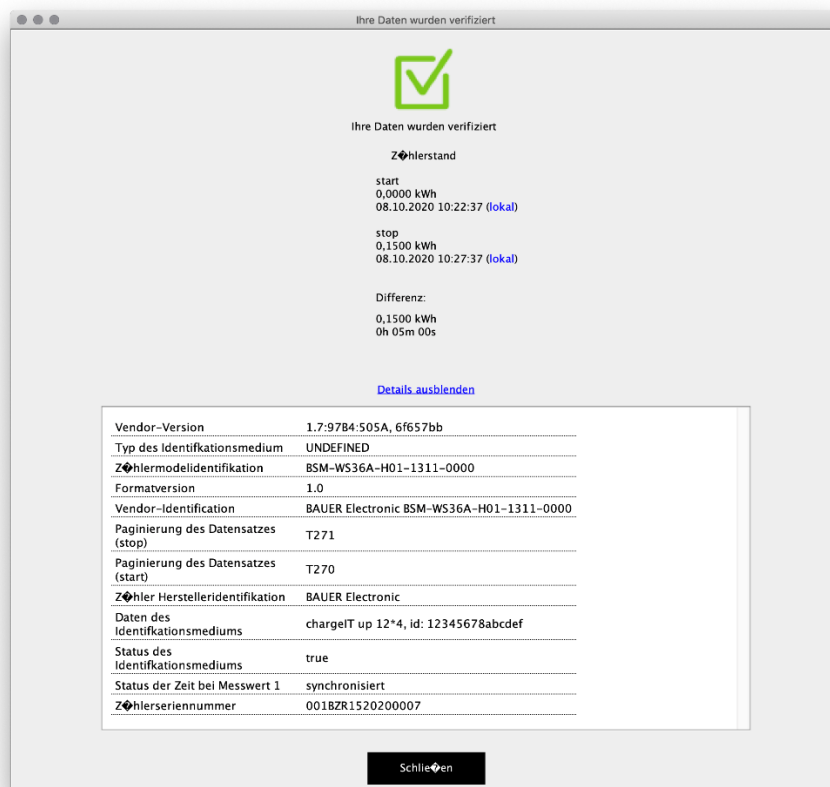 Ihre Daten wurden verifiziert
Ihre Daten wurden verifiziert
Z�hlerstand
start
0,0000 kWh
08.10.2020 10:22:37 (lokal)
stop
0,1500 kWh
08.10.2020 10:27:37 (lokal)
Differenz:
0,1500 kWh
0h 05m 00s
Details ausblenden
Vendor-Version 1.7:97B4:505A, 6f657bb
Typ des Identifkationsmedium UNDEFINED
Z�hlermodelidentifikation BSM-WS36A-H01-1311-0000
Formatversion 1.0
Vendor-Identification BAUER Electronic BSM-WS36A-H01-1311-0000
Paginierung des Datensatzes
(stop) T271
Paginierung des Datensatzes
(start) T270
Z�hler Herstelleridentifikation BAUER Electronic
Daten des
Identifkationsmediums chargeIT up 12*4, id: 12345678abcdef
Status des
Identifkationsmediums true
Status der Zeit bei Messwert 1 synchronisiert
Z�hlerseriennummer 001BZR1520200007
Schlie�en